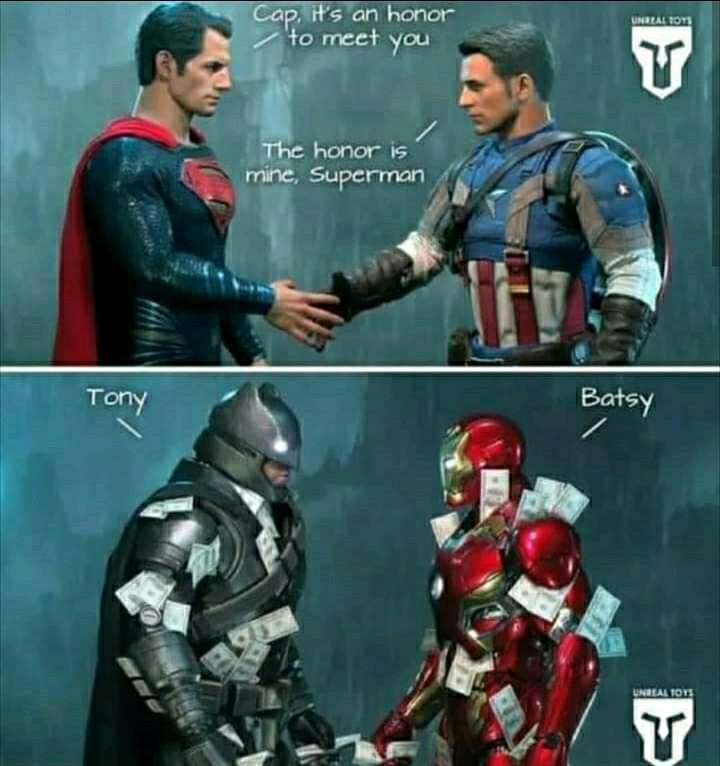 Cap, it's an honor
to meet you
UNREAL TOYS
The honor is
mine, Superman
Tony
Batsy
UNREAL TOYS